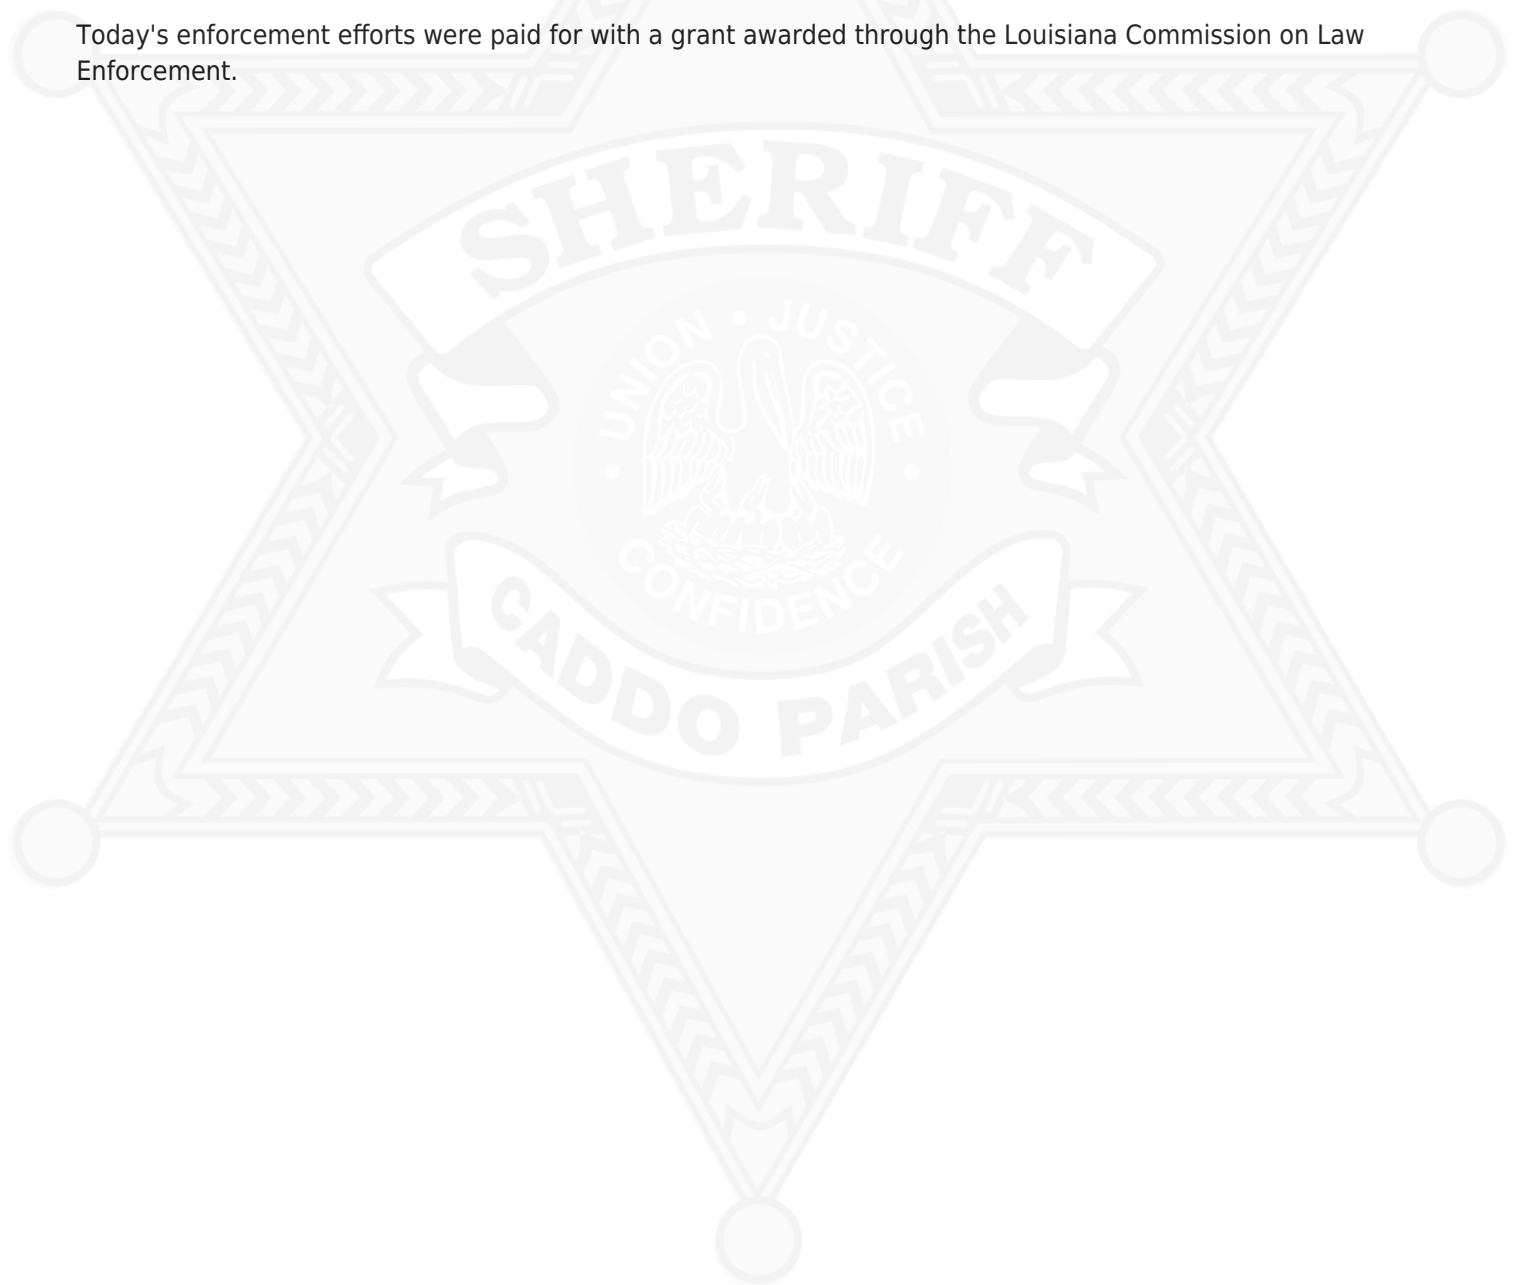 Today's enforcement efforts were paid for with a grant awarded through the Louisiana Commission on Law
Enforcement.
SHERIFF
UNION • JUSTICE
• CONFIDENCE •
CADDO PARISH